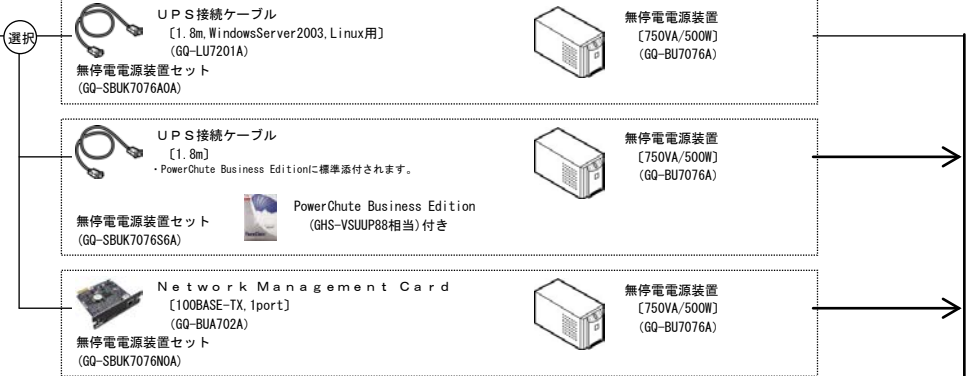 選択
ＵＰＳ接続ケーブル
〔1.8m,WindowsServer2003,Linux用〕
(GQ-LU7201A)
無停電電源装置セット
(GQ-SBUK7076A0A)
無停電電源装置
〔750VA/500W〕
(GQ-BU7076A)
ＵＰＳ接続ケーブル
〔1.8m〕
・PowerChute Business Editionに標準添付されます。
PowerChute Business Edition
(GHS-VSUUP88相当)付き
無停電電源装置セット
(GQ-SBUK7076S6A)
無停電電源装置
〔750VA/500W〕
(GQ-BU7076A)
Ｎｅｔｗｏｒｋ Ｍａｎａｇｅｍｅｎｔ Ｃａｒｄ
〔100BASE-TX,1port〕
(GQ-BUA702A)
無停電電源装置セット
(GQ-SBUK7076N0A)
無停電電源装置
〔750VA/500W〕
(GQ-BU7076A)